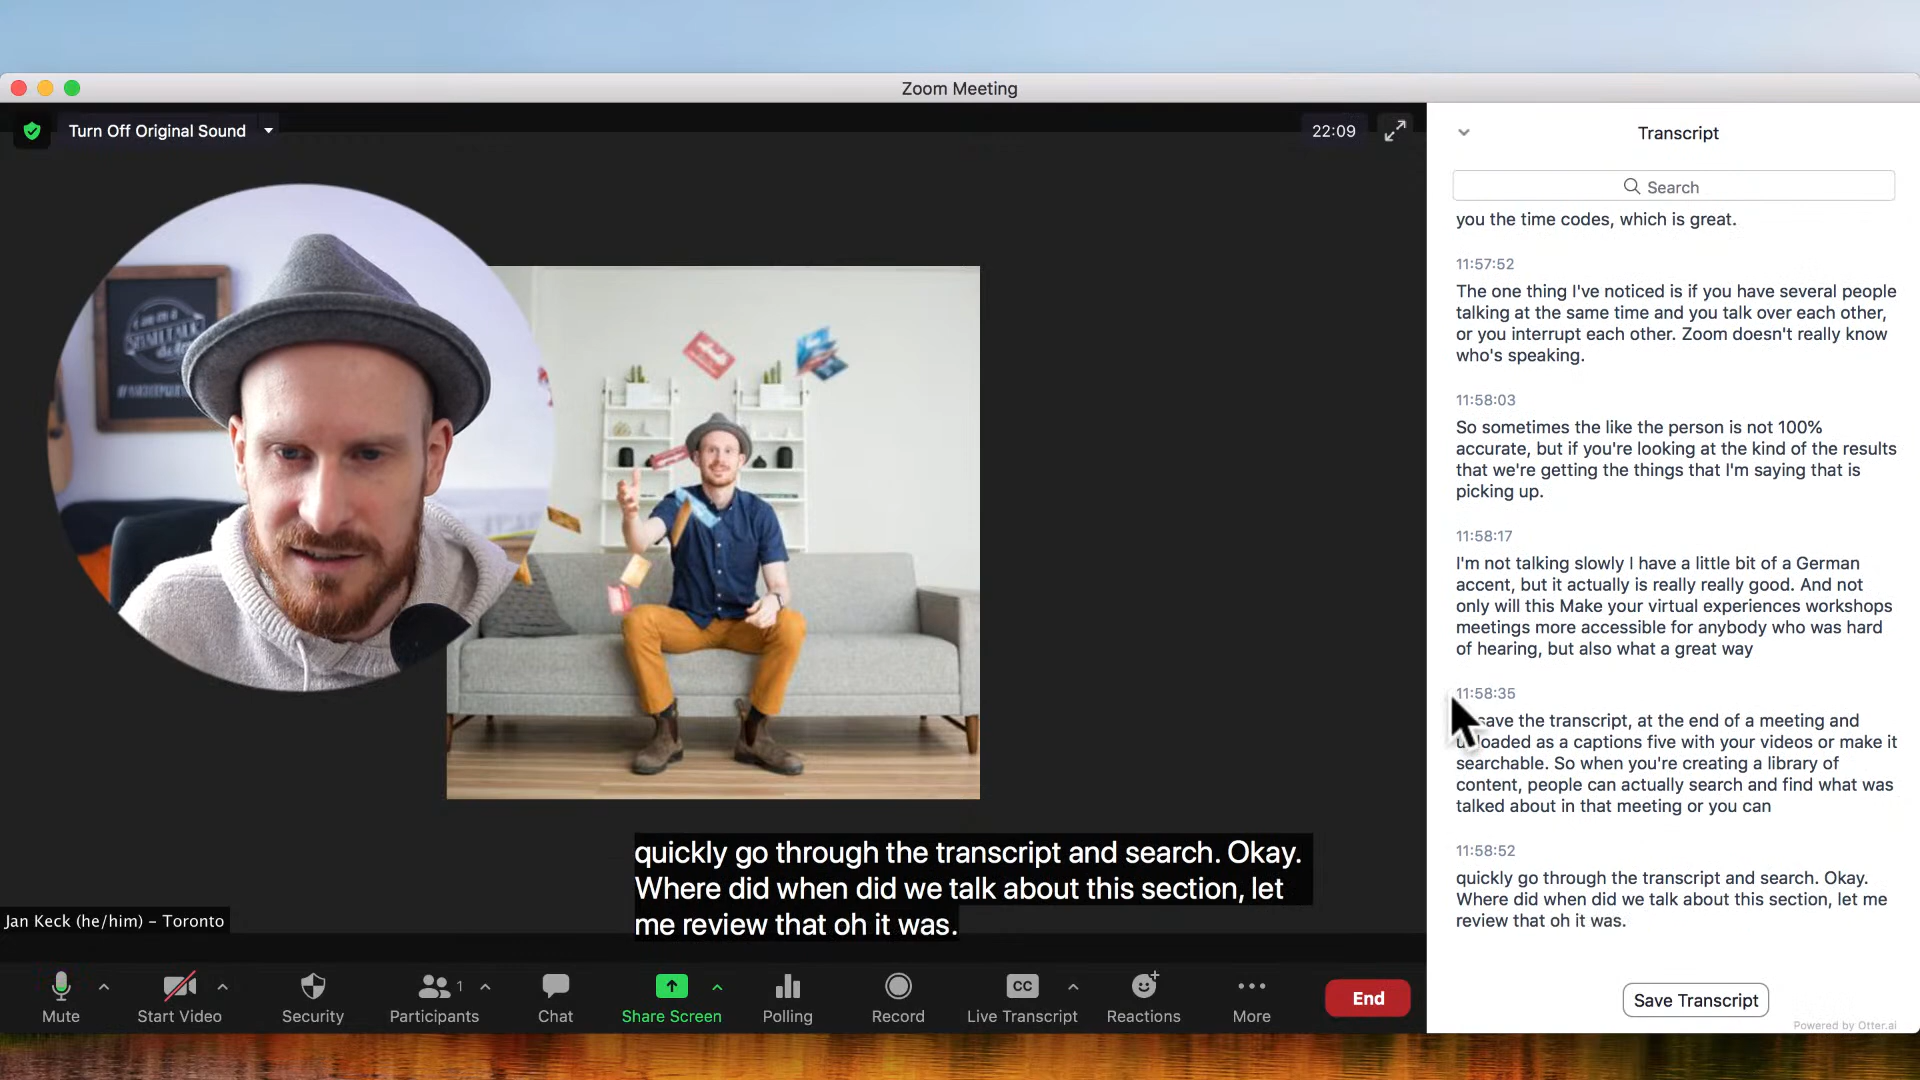 Zoom Meeting
Turn Off Original Sound
22:09
Transcript
Search
you the time codes, which is great.
11:57:52
The one thing I've noticed is if you have several people
talking at the same time and you talk over each other,
or you interrupt each other. Zoom doesn't really know
who's speaking.
11:58:03
So sometimes the like the person is not 100%
accurate, but if you're looking at the kind of the results
that we're getting the things that I'm saying that is
picking up.
11:58:17
I'm not talking slowly I have a little bit of a German
accent, but it actually is really really good. And not
only will this Make your virtual experiences workshops
meetings more accessible for anybody who was hard
of hearing, but also what a great way
11:58:35
save the transcript, at the end of a meeting and
uploaded as a captions five with your videos or make it
searchable. So when you're creating a library of
content, people can actually search and find what was
talked about in that meeting or you can
11:58:52
quickly go through the transcript and search. Okay.
Where did when did we talk about this section, let me
review that oh it was.
quickly go through the transcript and search. Okay.
Where did when did we talk about this section, let
me review that oh it was.
Jan Keck (he/him) – Toronto
Mute
Start Video
Security
Participants
1
Chat
Share Screen
Polling
Record
CC
Live Transcript
Reactions
More
End
Save Transcript
Powered by Otter.ai